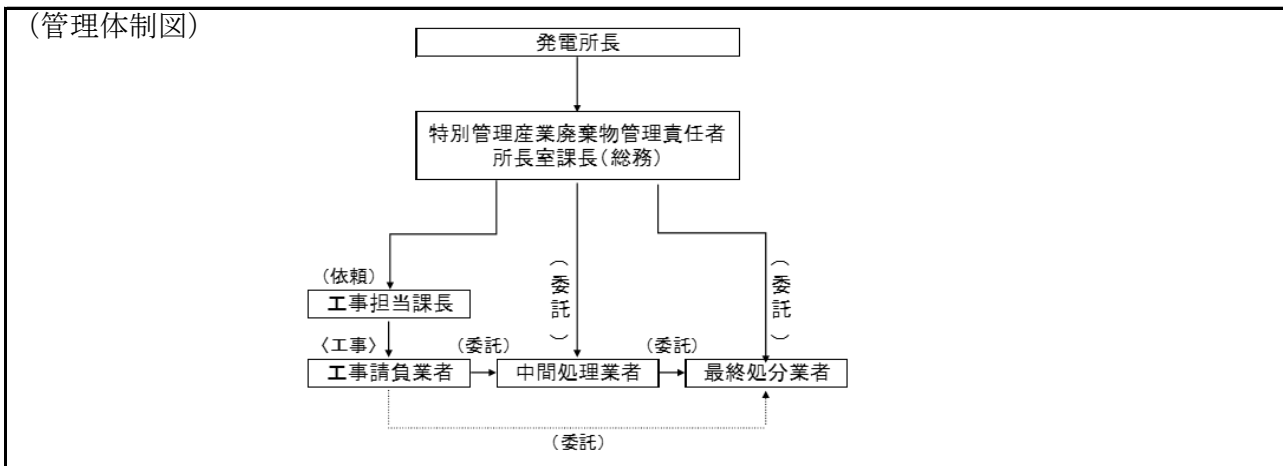 （管理体制図）
発電所長
特別管理産業廃棄物管理責任者
所長室課長（総務）
（依頼）
工事担当課長
（委託）
（委託）
〈工事〉
（委託）
（委託）
工事請負業者
中間処理業者
最終処分業者
（委託）